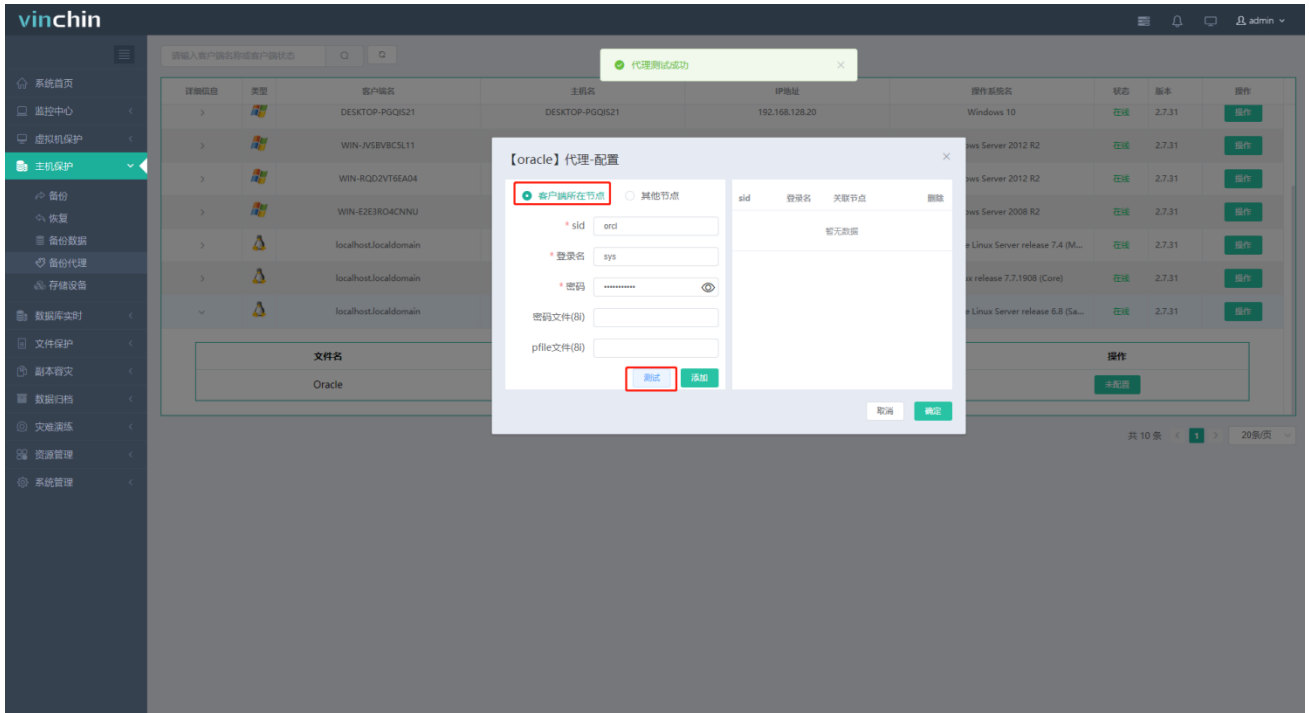 vinchin
admin
请输入客户端名称或客户端状态
代理测试成功
系统首页
监控中心
虚拟机保护
主机保护
备份
恢复
备份数据
备份代理
存储设备
数据库实时
文件保护
副本容灾
数据归档
灾难演练
资源管理
系统管理
详细信息 类型 客户端名 主机名 IP地址 操作系统名 状态 版本 操作
DESKTOP-PGQIS21 DESKTOP-PGQIS21 192.168.128.20 Windows 10 在线 2.7.31 操作
WIN-JVSBVBCSL11 ows Server 2012 R2 在线 2.7.31 操作
WIN-RQD2VT6EA04 ows Server 2012 R2 在线 2.7.31 操作
WIN-E2E3RO4CNNU ows Server 2008 R2 在线 2.7.31 操作
localhost.localdomain e Linux Server release 7.4 (M... 在线 2.7.31 操作
localhost.localdomain ux release 7.7.1908 (Core) 在线 2.7.31 操作
localhost.localdomain e Linux Server release 6.8 (Sa... 在线 2.7.31 操作
文件名 操作
Oracle 未配置
共 10 条 1 20条/页
【oracle】代理-配置
客户端所在节点 其他节点
* sid orcl
* 登录名 sys
* 密码 ···········
密码文件(8i)
pfile文件(8i)
测试 添加
sid 登录名 关联节点 删除
暂无数据
取消 确定